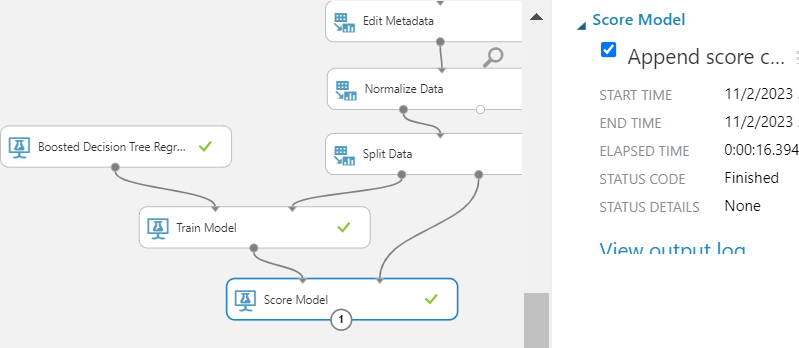 Edit Metadata
Normalize Data
Boosted Decision Tree Regr...
Split Data
Train Model
Score Model
1
Score Model
Append score c...
START TIME 11/2/2023
END TIME 11/2/2023
ELAPSED TIME 0:00:16.394
STATUS CODE Finished
STATUS DETAILS None
View output log